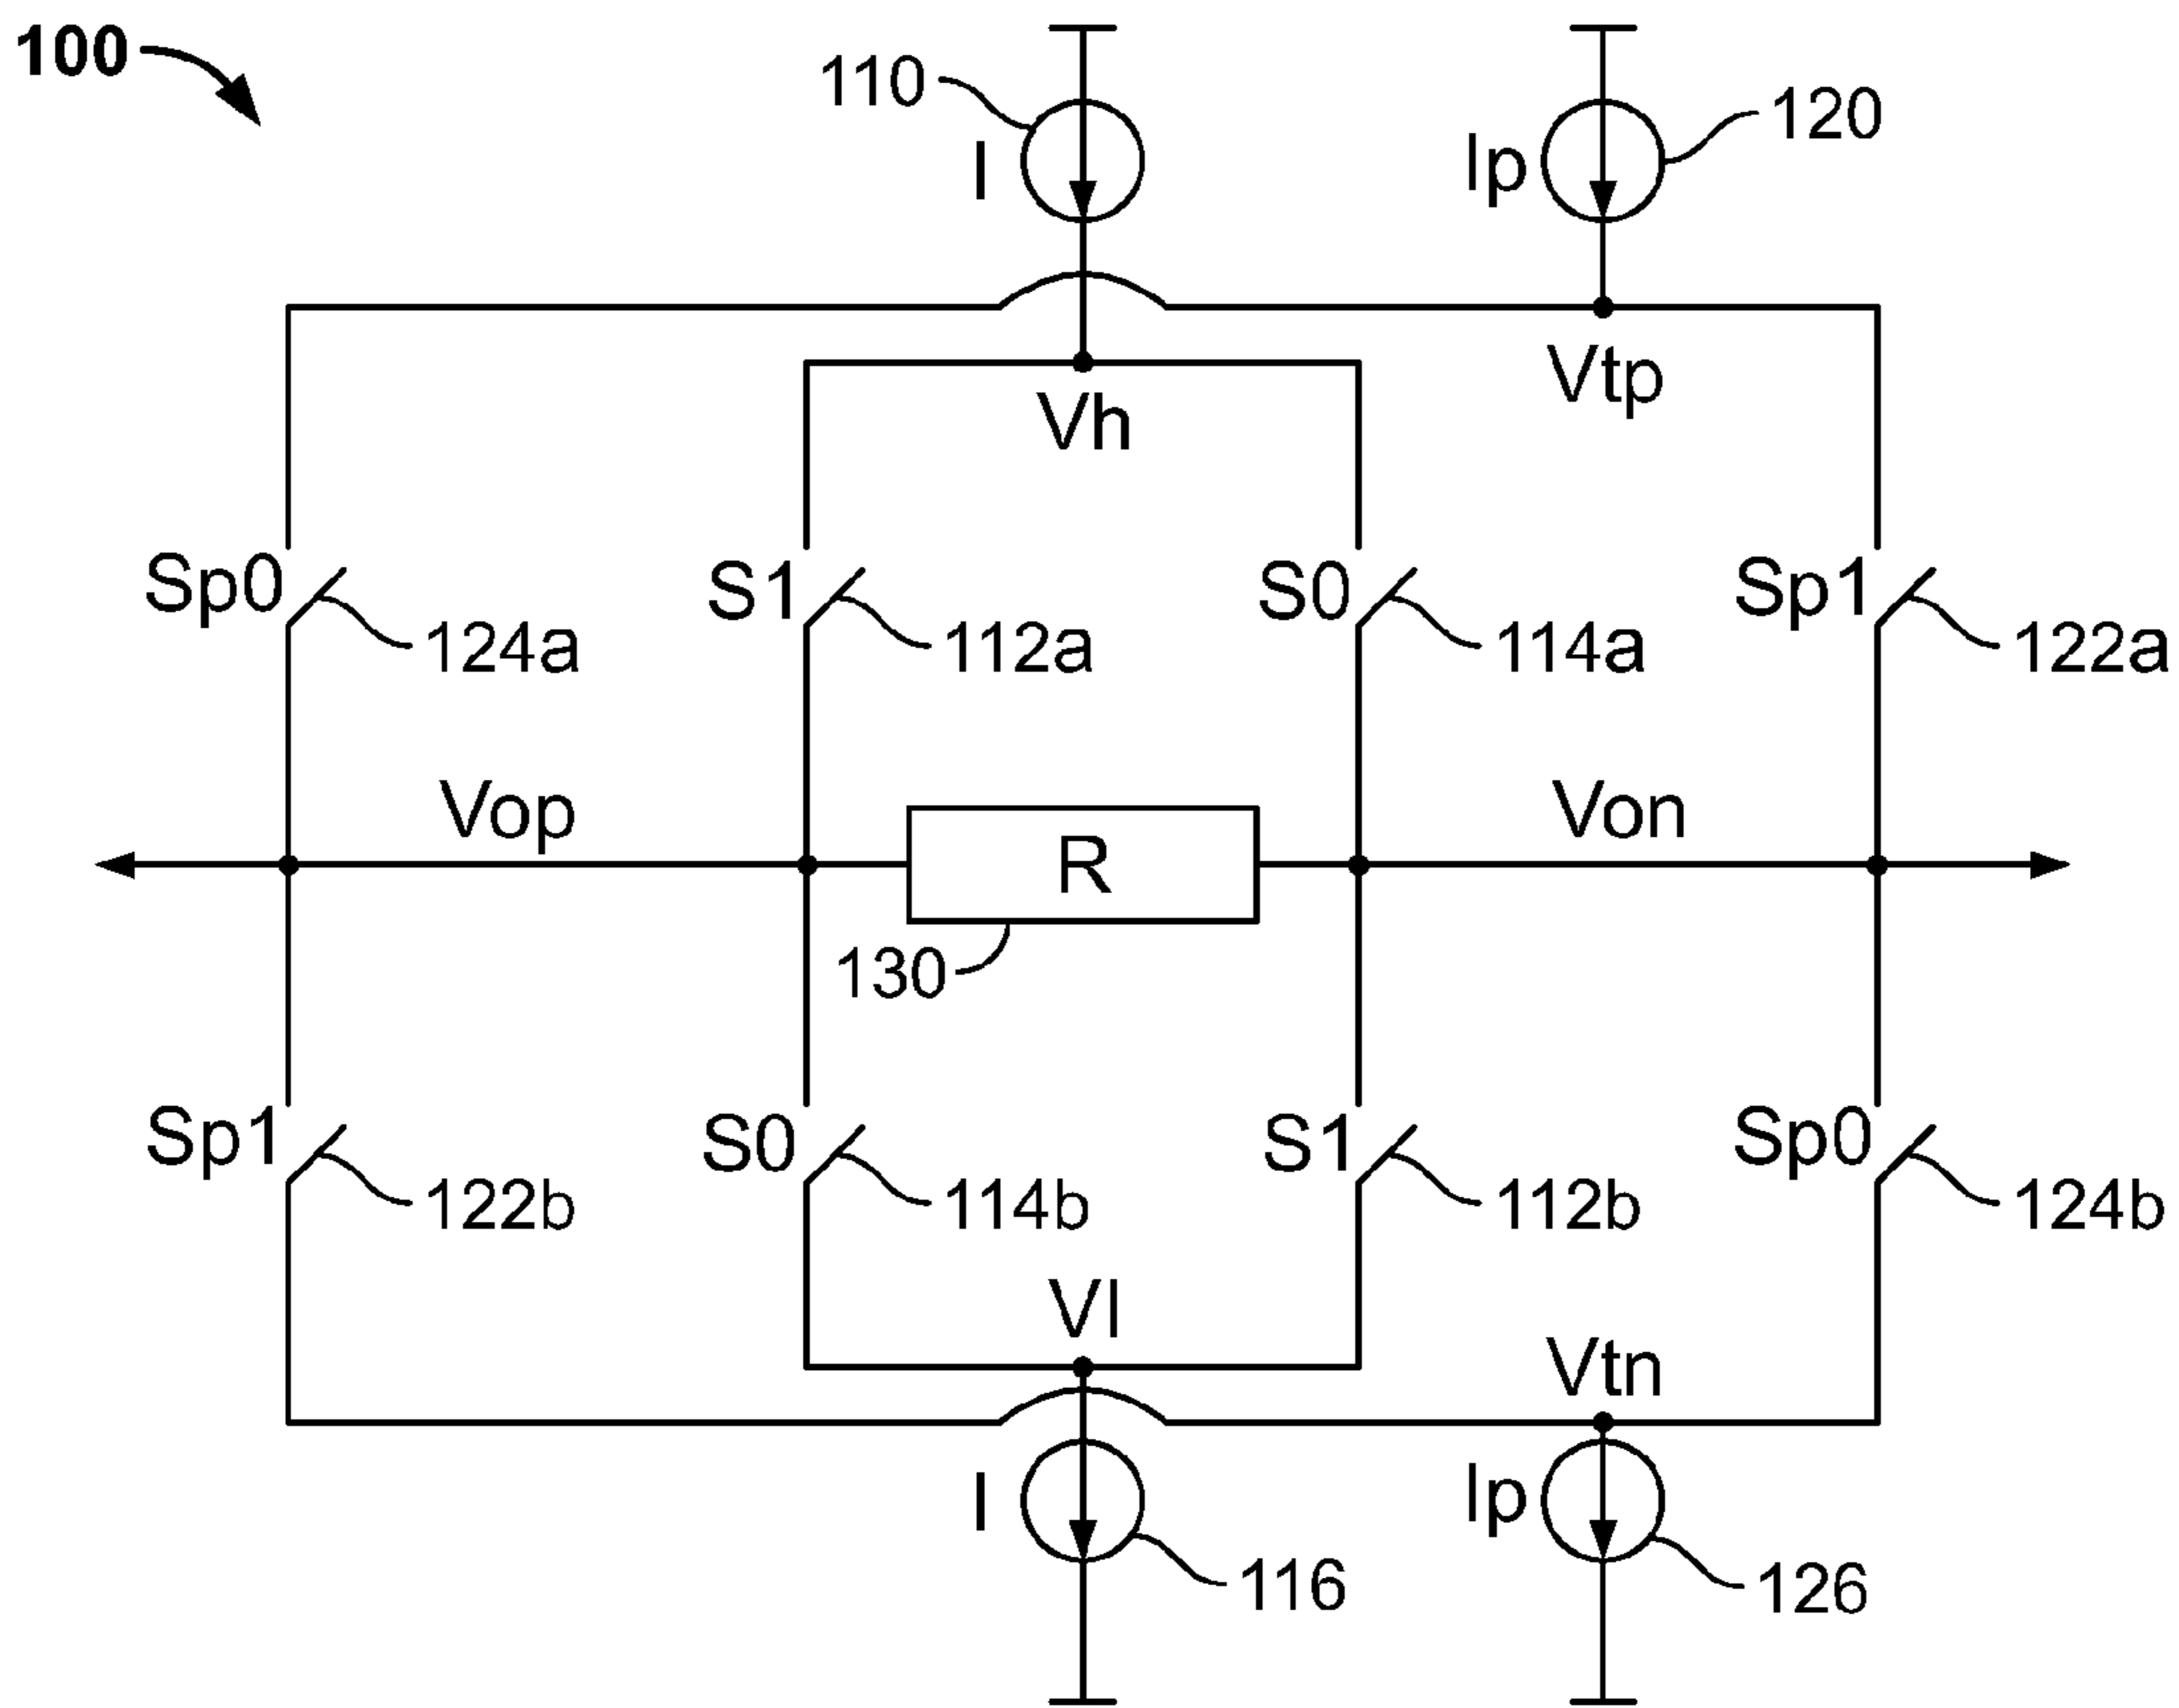 100
110
120
I
Ip
Vh
Vtp
Sp0
S1
S0
Sp1
124a
112a
114a
122a
Vop
R
Von
130
Sp1
S0
S1
Sp0
122b
114b
112b
124b
Vl
Vtn
I
Ip
116
126